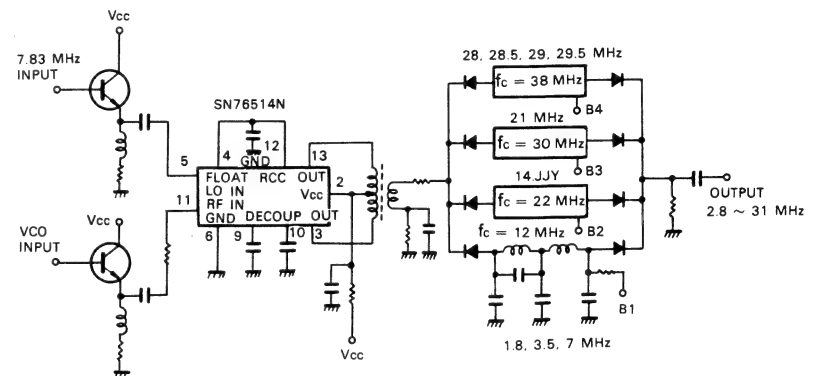 Vcc
7.83 MHz
INPUT
28, 28.5, 29, 29.5 MHz
fc = 38 MHz
B4
SN76514N
21 MHz
fc = 30 MHz
B3
4
GND
12
13
5
FLOAT RCC OUT
LO IN
Vcc
2
11
RF IN
GND DECOUP OUT
6
9
10
3
14.JJY
fc = 22 MHz
B2
OUTPUT
2.8 ~ 31 MHz
Vcc
VCO
INPUT
fc = 12 MHz
B1
Vcc
1.8, 3.5, 7 MHz